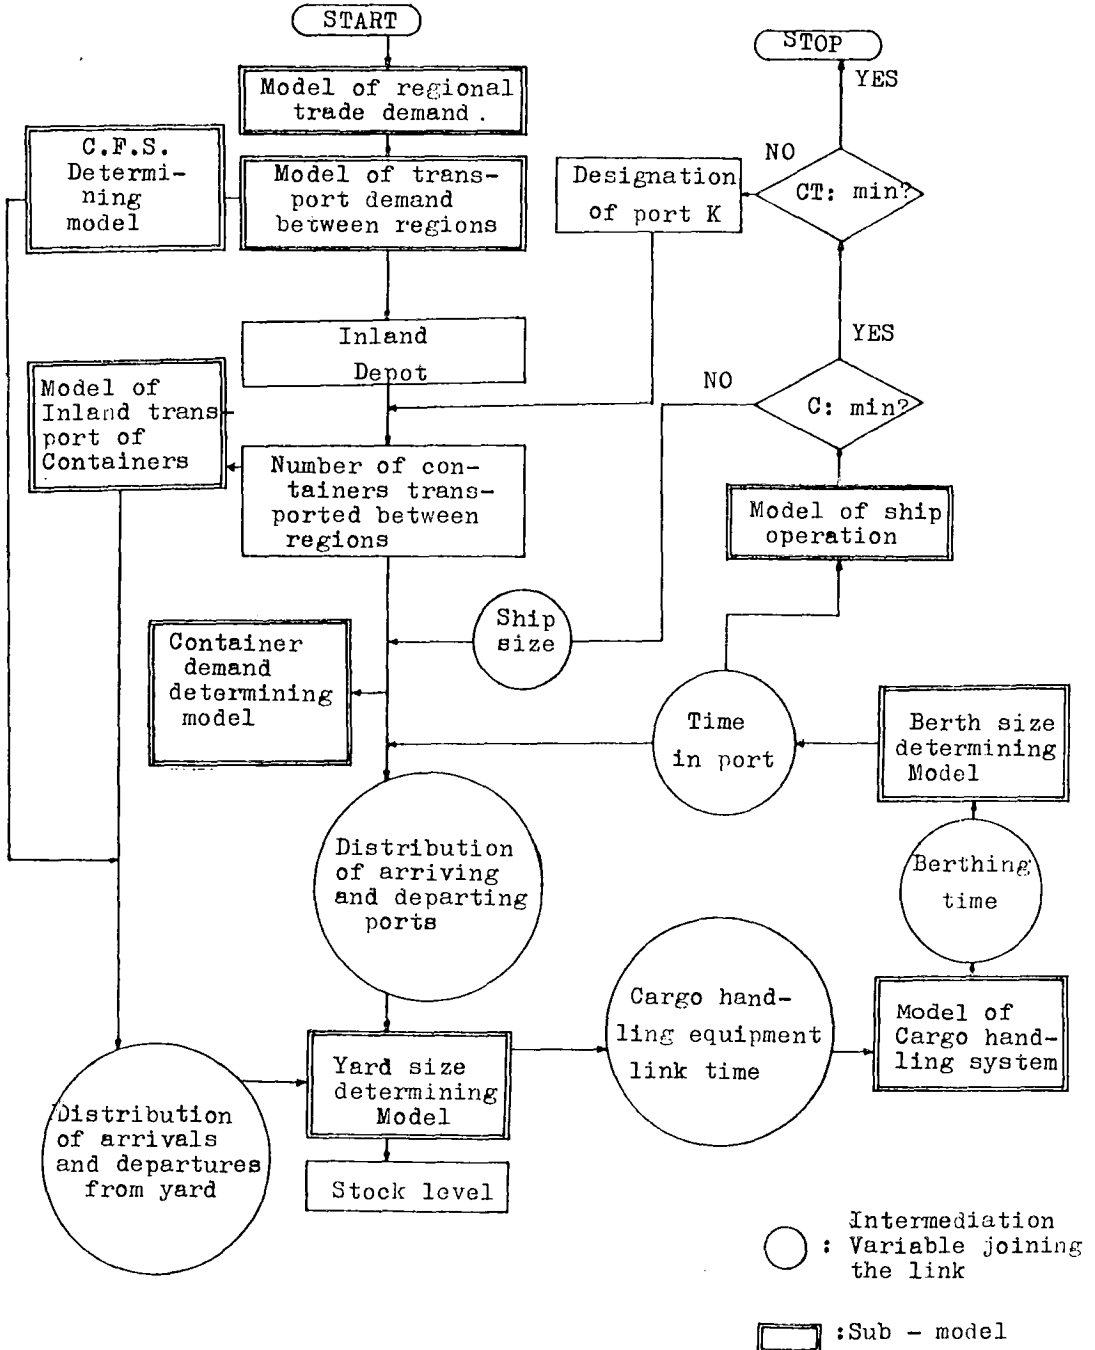 START
STOP
YES
Model of regional
trade demand.
C.F.S.
Determi-
ning
model
Model of trans-
port demand
between regions
Designation
of port K
NO
CT: min?
YES
Inland
Depot
NO
C: min?
Model of
Inland trans
port of
Containers
Number of con-
tainers trans-
ported between
regions
Model of ship
operation
Ship
size
Container
demand
determining
model
Time
in port
Berth size
determining
Model
Distribution
of arriving
and departing
ports
Berthing
time
Cargo hand-
ling equipment
link time
Model of
Cargo hand-
ling system
Yard size
determining
Model
Distribution
of arrivals
and departures
from yard
Stock level
Intermediation
: Variable joining
the link
:Sub - model